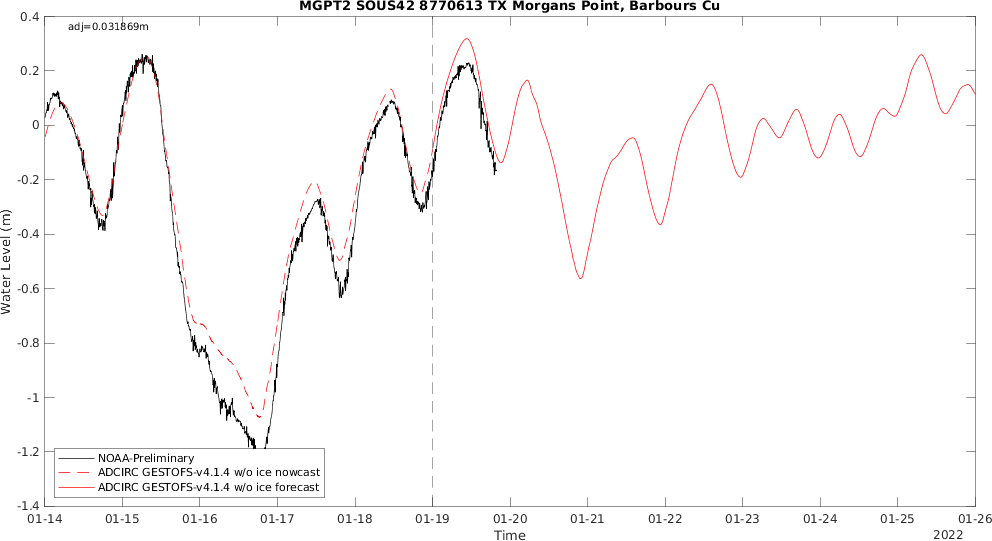 MGPT2 SOUS42 8770613 TX Morgans Point, Barbours Cu
adj=0.031869m
0.4
0.2
0
-0.2
-0.4
-0.6
-0.8
-1
-1.2
-1.4
Water Level (m)
NOAA-Preliminary
ADCIRC GESTOFS-v4.1.4 w/o ice nowcast
ADCIRC GESTOFS-v4.1.4 w/o ice forecast
01-14 01-15 01-16 01-17 01-18 01-19 01-20 01-21 01-22 01-23 01-24 01-25 01-26
Time
2022